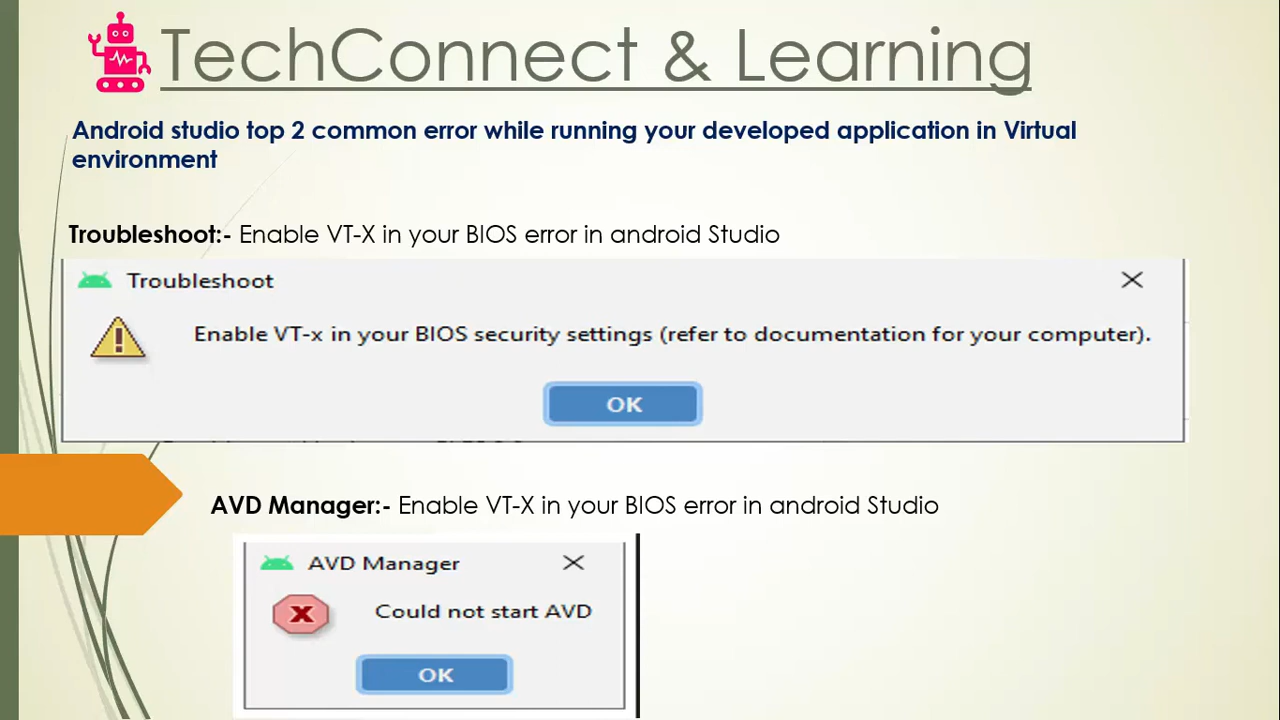 TechConnect & Learning
Android studio top 2 common error while running your developed application in Virtual
environment
Troubleshoot:- Enable VT-X in your BIOS error in android Studio
Troubleshoot
Enable VT-x in your BIOS security settings (refer to documentation for your computer).
OK
AVD Manager:- Enable VT-X in your BIOS error in android Studio
AVD Manager
Could not start AVD
OK